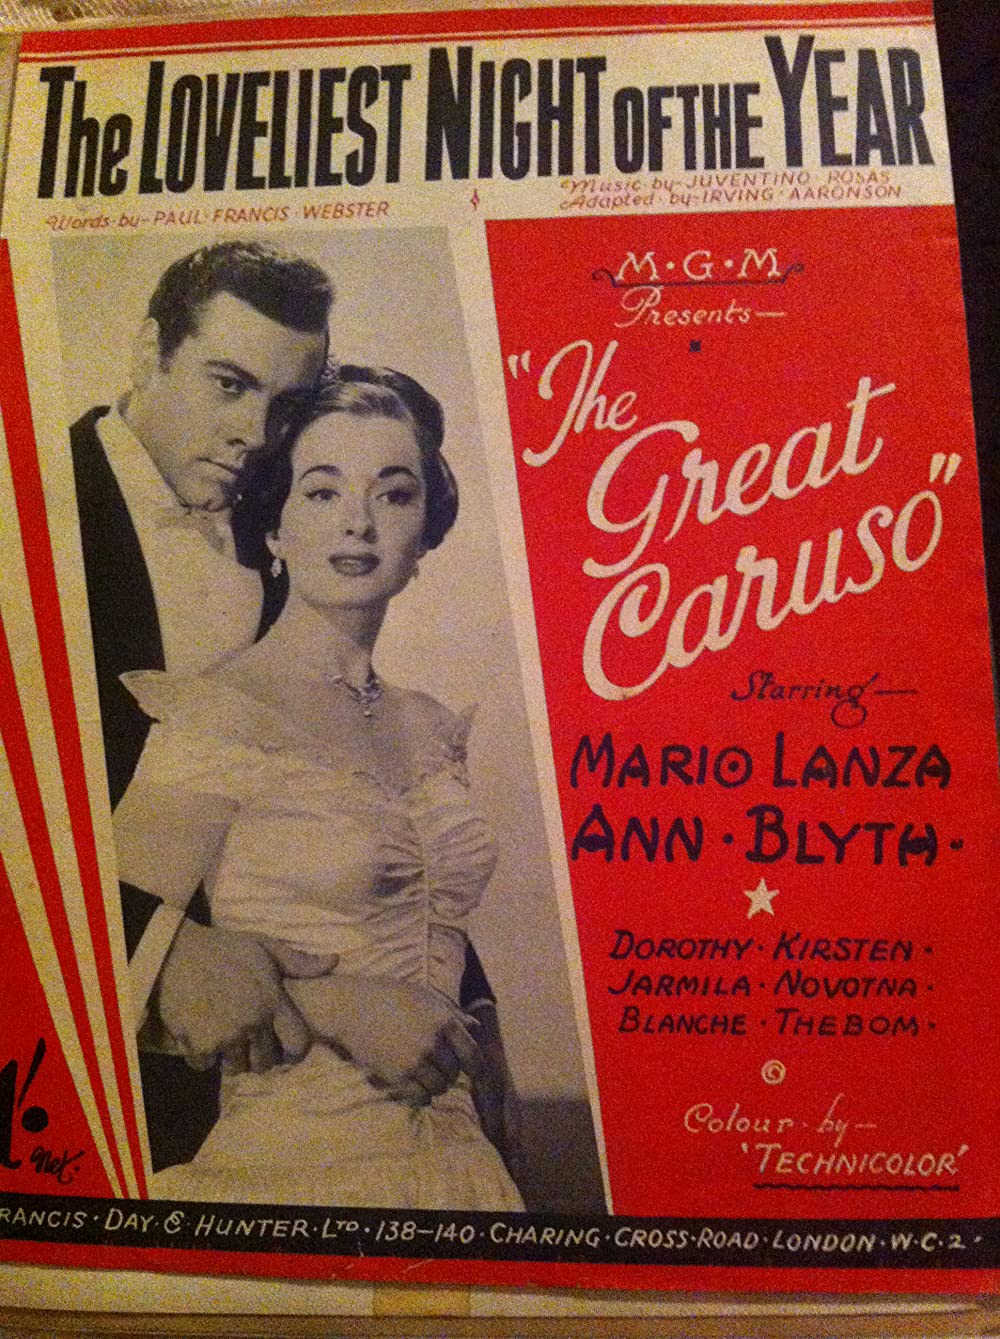 The LOVELIEST NIGHT OF THE YEAR
Words·by-PAUL·FRANCIS·WEBSTER
Music·by-JUVENTINO·ROSAS
Adapted·by-IRVING·AARONSON
M·G·M
Presents—
"The
Great
Caruso"
Starring—
MARIO LANZA
ANN·BLYTH·
DOROTHY·KIRSTEN·
JARMILA·NOVOTNA·
BLANCHE·THEBOM·
©
Colour·by—
'TECHNICOLOR'
net·
RANCIS·DAY·&·HUNTER·LTD·138-140·CHARING·CROSS·ROAD·LONDON·W·C·2·